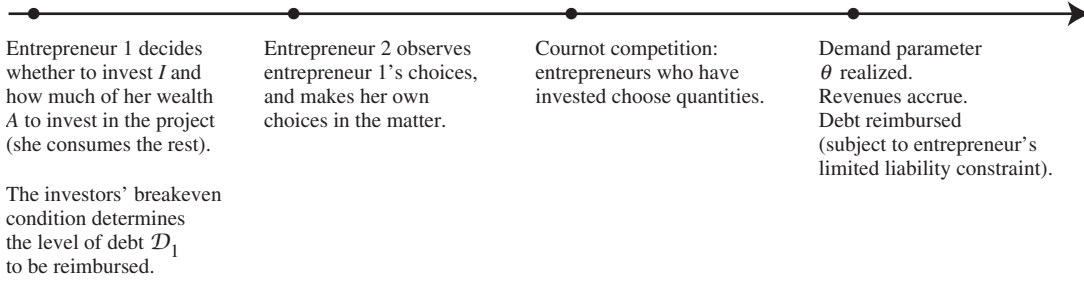 Entrepreneur 1 decides
whether to invest I and
how much of her wealth
A to invest in the project
(she consumes the rest).
The investors’ breakeven
condition determines
the level of debt 𝒟₁
to be reimbursed.
Entrepreneur 2 observes
entrepreneur 1’s choices,
and makes her own
choices in the matter.
Cournot competition:
entrepreneurs who have
invested choose quantities.
Demand parameter
θ realized.
Revenues accrue.
Debt reimbursed
(subject to entrepreneur’s
limited liability constraint).